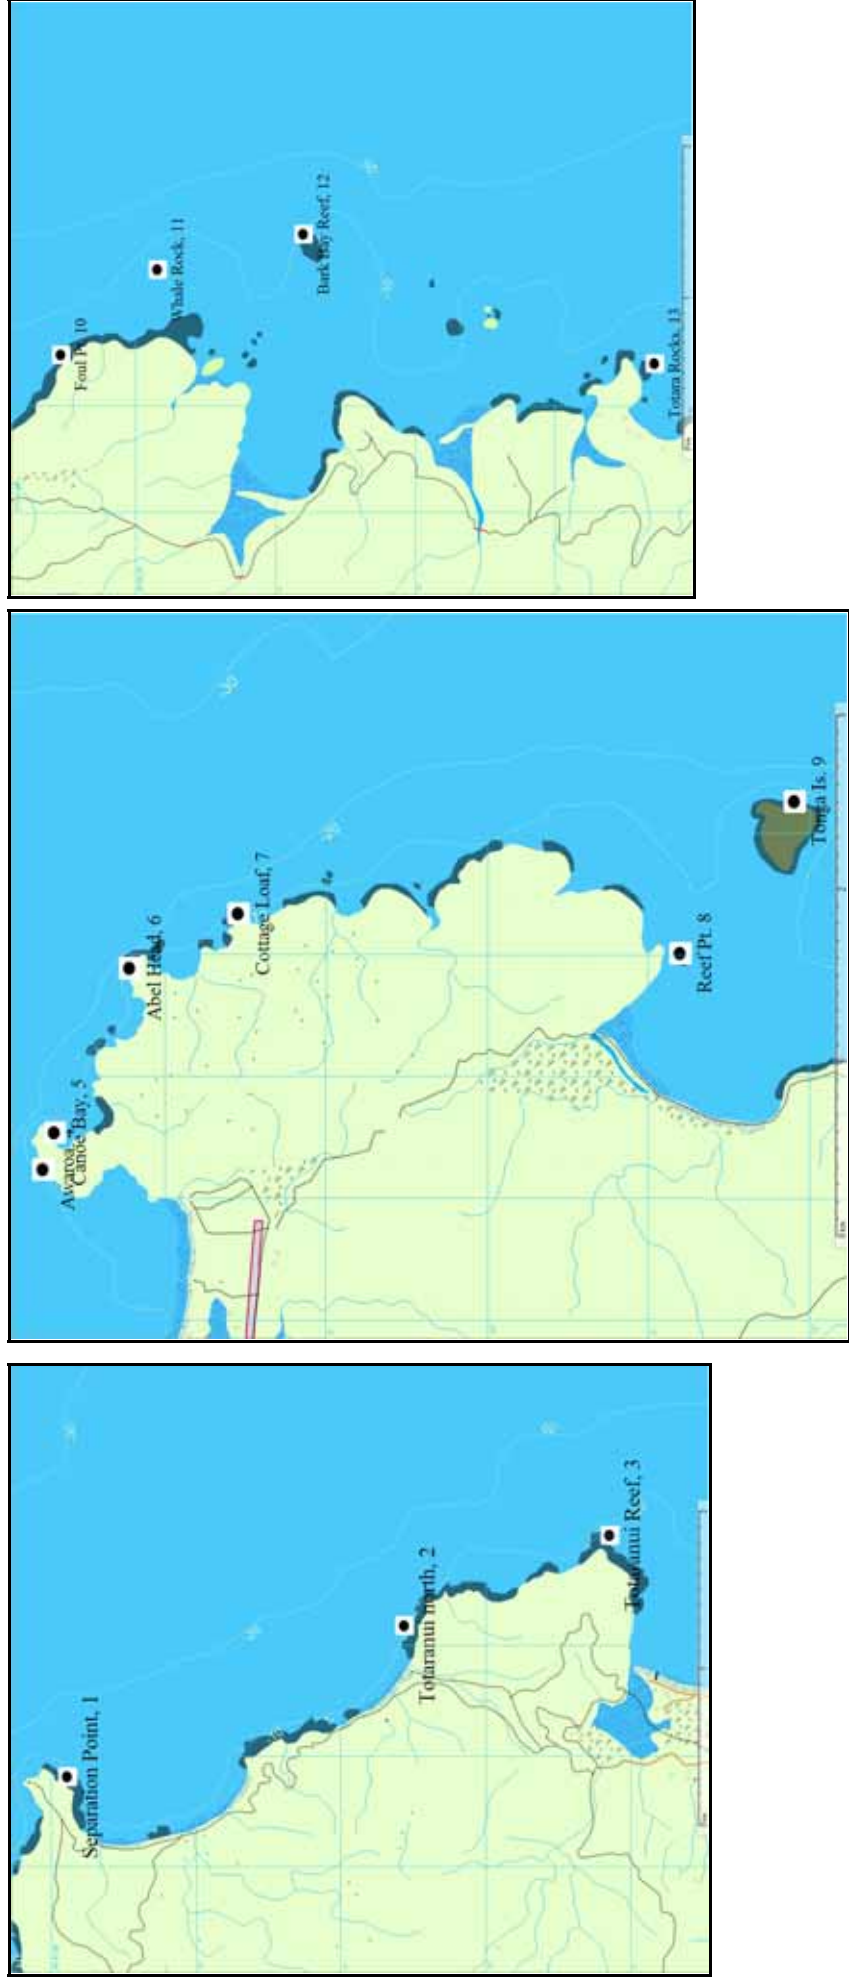 Foul Pt. 10
Whale Rock, 11
Bark Bay Reef, 12
Totara Rocks, 13
Awaroa,
Canoe Bay, 5
Abel Head, 6
Cottage Loaf, 7
Reef Pt. 8
Tonga Is. 9
Separation Point, 1
Totaranui north, 2
Totaranui Reef, 3